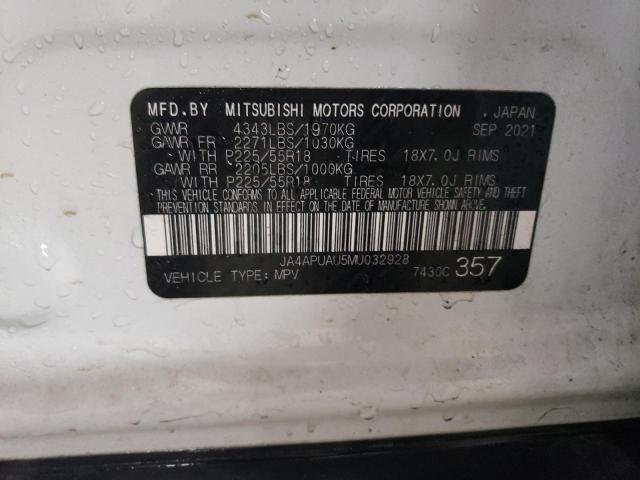 MFD.BY MITSUBISHI MOTORS CORPORATION . JAPAN
GVWR 4343LBS/1970KG SEP 2021
GAWR FR 2271LBS/1030KG
WITH P225/55R18 TIRES 18X7.0J RIMS
GAWR RR 2205LBS/1000KG
WITH P225/55R18 TIRES 18X7.0J RIMS
THIS VEHICLE CONFORMS TO ALL APPLICABLE FEDERAL MOTOR VEHICLE SAFETY AND THEFT
PREVENTION STANDARDS IN EFFECT ON THE DATE OF MANUFACTURE SHOWN ABOVE.
JA4APUAU5MU032928
VEHICLE TYPE: MPV 7430C 357